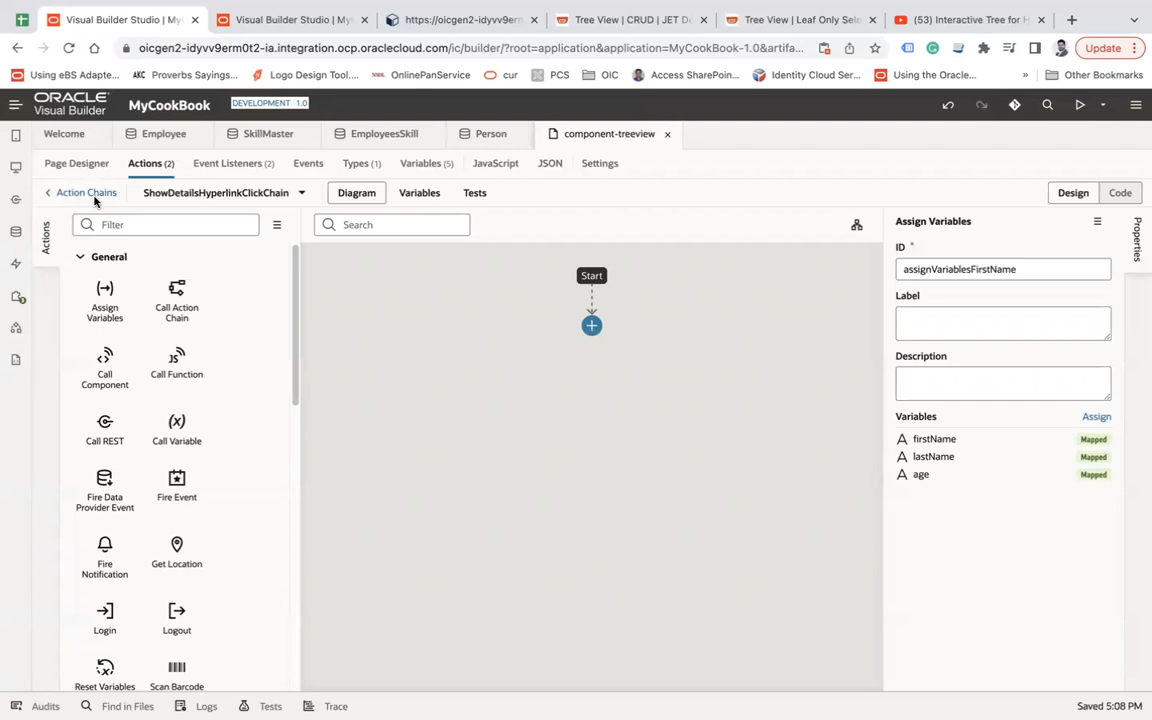 Visual Builder Studio | MyC
Visual Builder Studio | MyC
https://oicgen2-idyvv9erm
Tree View | CRUD | JET De
Tree View | Leaf Only Sele
(53) Interactive Tree for H
oicgen2-idyvv9erm0t2-ia.integration.ocp.oraclecloud.com/ic/builder/?root=application&application=MyCookBook-1.0&artifa...
Update
Using eBS Adapte...
AKC Proverbs Sayings...
Logo Design Tool....
NMN OnlinePanService
cur
PCS
OIC
Access SharePoin...
Identity Cloud Ser...
Using the Oracle...
»
Other Bookmarks
ORACLE
Visual Builder
MyCookBook
DEVELOPMENT 1.0
Welcome
Employee
SkillMaster
EmployeesSkill
Person
component-treeview
Page Designer
Actions (2)
Event Listeners (2)
Events
Types (1)
Variables (5)
JavaScript
JSON
Settings
Action Chains
ShowDetailsHyperlinkClickChain
Diagram
Variables
Tests
Design
Code
Actions
Filter
General
Assign
Variables
Call Action
Chain
Call
Component
Call Function
Call REST
Call Variable
Fire Data
Provider Event
Fire Event
Fire
Notification
Get Location
Login
Logout
Reset Variables
Scan Barcode
Search
Start
Assign Variables
ID *
assignVariablesFirstName
Label
Description
Variables
Assign
firstName
Mapped
lastName
Mapped
age
Mapped
Properties
Audits
Find in Files
Logs
Tests
Trace
Saved 5:08 PM